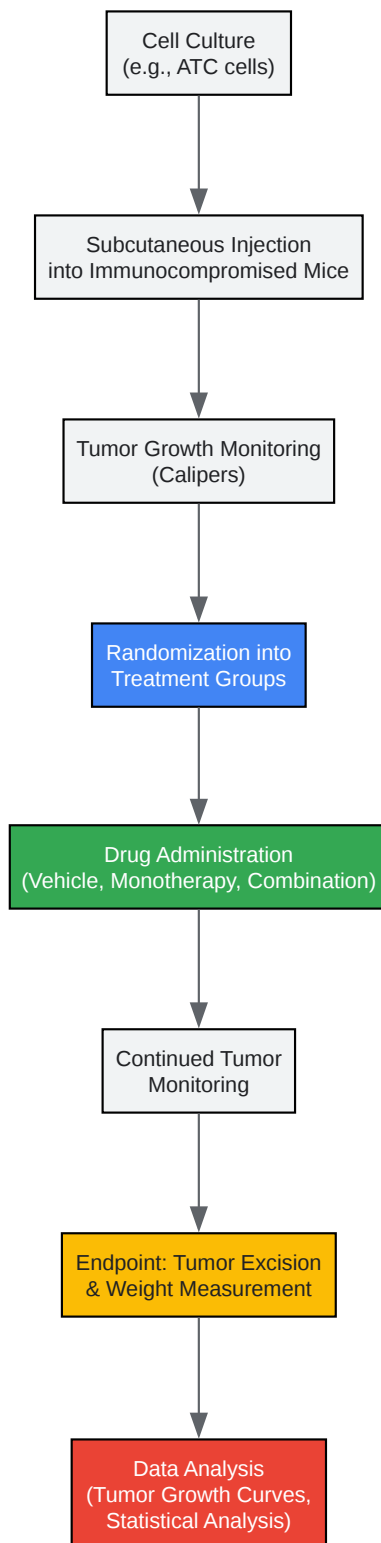 Cell Culture
(e.g., ATC cells)
Subcutaneous Injection
into Immunocompromised Mice
Tumor Growth Monitoring
(Calipers)
Randomization into
Treatment Groups
Drug Administration
(Vehicle, Monotherapy, Combination)
Continued Tumor
Monitoring
Endpoint: Tumor Excision
& Weight Measurement
Data Analysis
(Tumor Growth Curves,
Statistical Analysis)